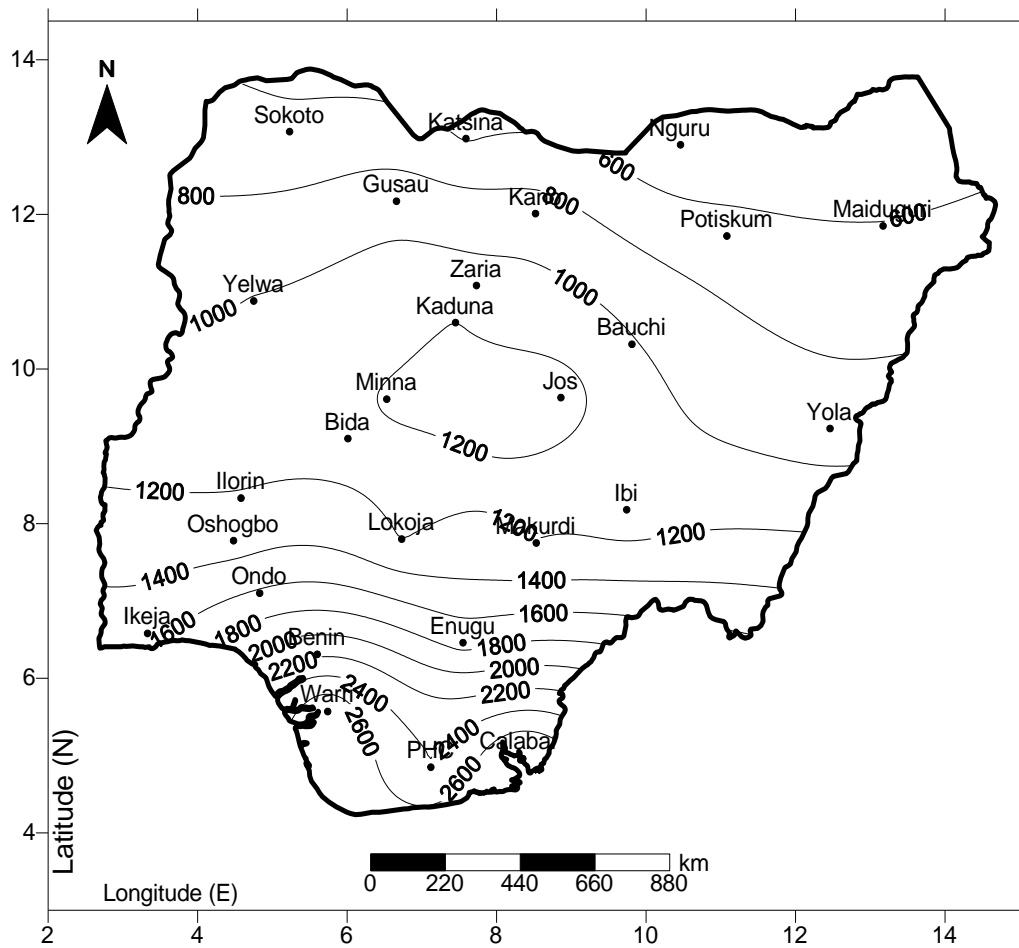 14
N
Sokoto
Katsina
Nguru
600
800
Gusau
Kano
800
12
Potiskum
Maiduguri
600
Zaria
1000
Yelwa
1000
Kaduna
Bauchi
10
Minna
Jos
Bida
1200
Yola
Ilorin
1200
Ibi
Oshogbo
Lokoja
1200
Makurdi
1200
8
1400
Ondo
1400
Ikeja
1600
1800
Enugu
1600
2000
Benin
1800
2200
2000
6
Warri
2400
2200
2600
PHC
2400
Calabar
2600
Latitude (N)
4
km
0 220 440 660 880
Longitude (E)
2 4 6 8 10 12 14